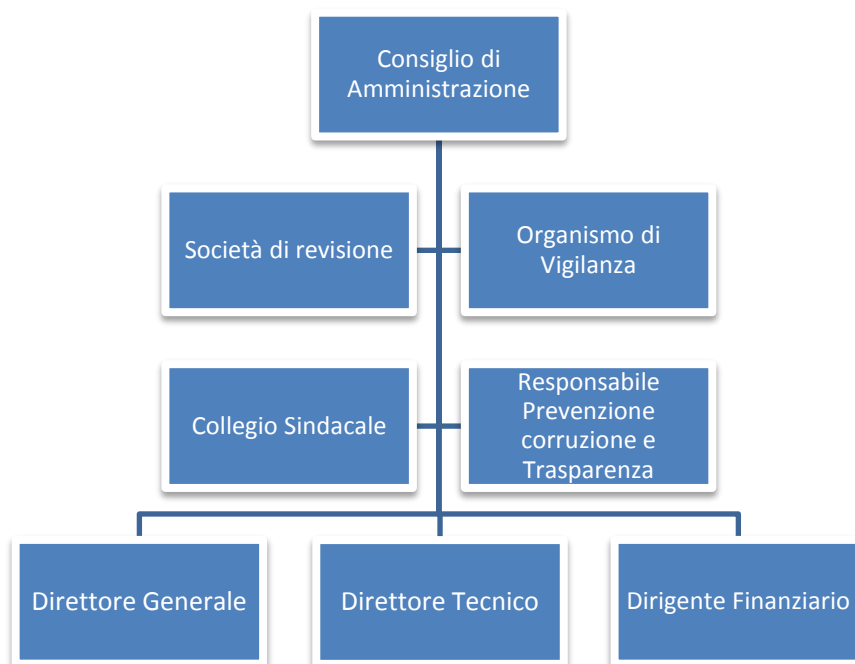 Consiglio di
Amministrazione
Società di revisione
Organismo di
Vigilanza
Collegio Sindacale
Responsabile
Prevenzione
corruzione e
Trasparenza
Direttore Generale
Direttore Tecnico
Dirigente Finanziario